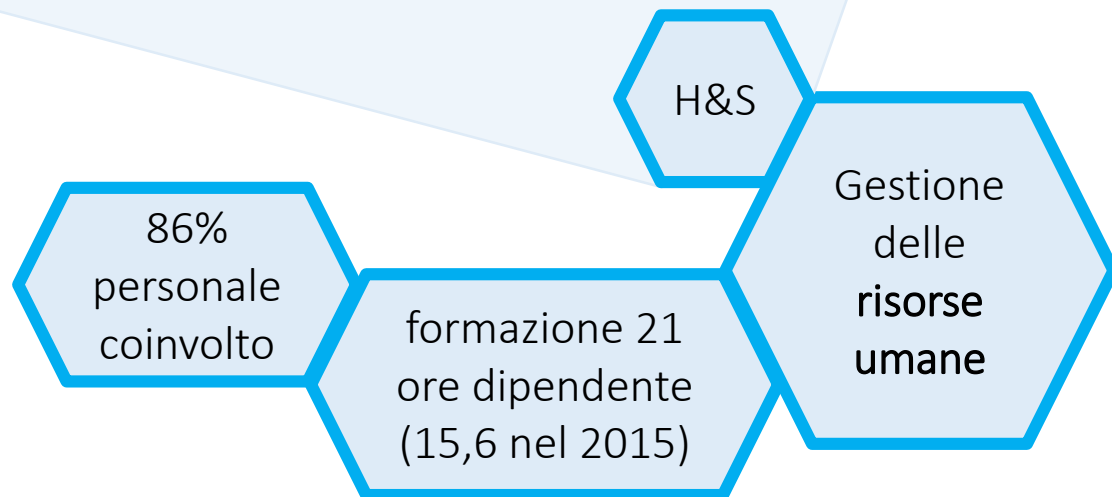 H&S
Gestione
delle
risorse
umane
86%
personale
coinvolto
formazione 21
ore dipendente
(15,6 nel 2015)